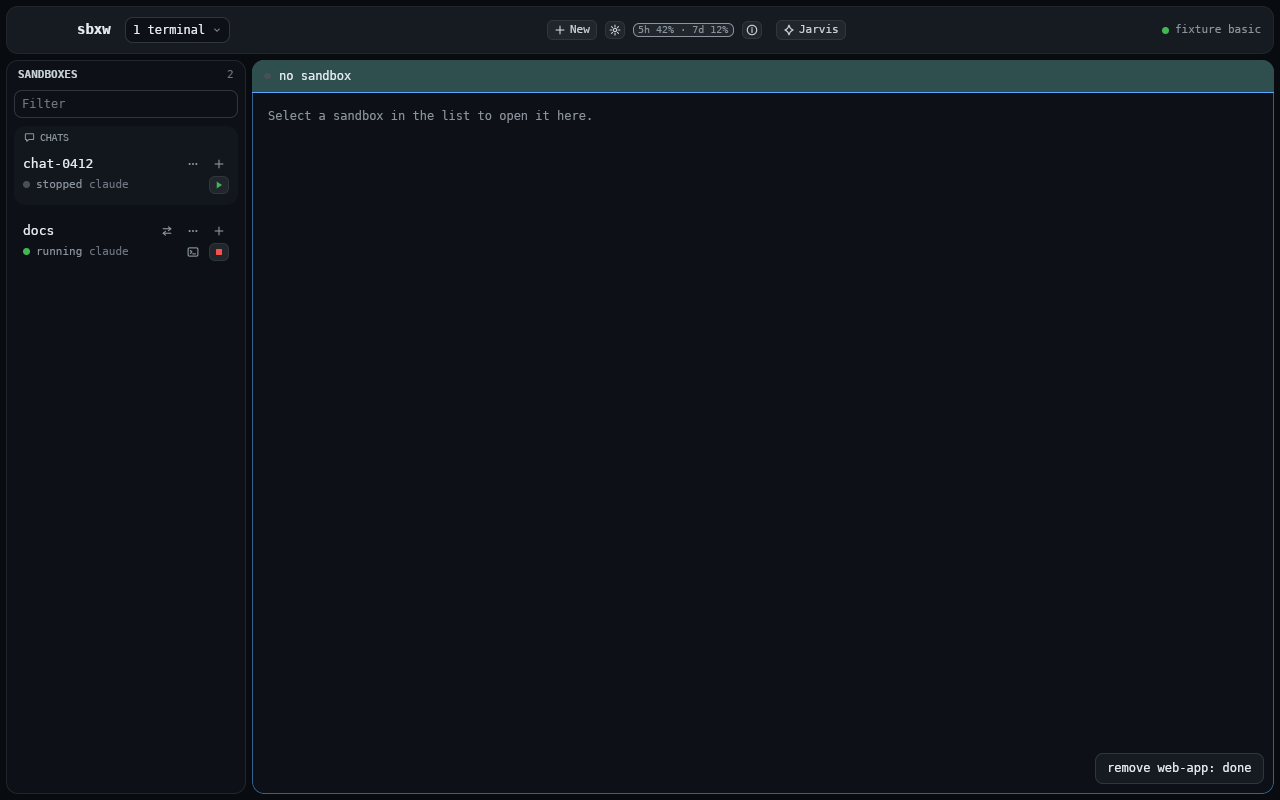 sbxw
1 terminal
New
5h 42% · 7d 12%
Jarvis
fixture basic
SANDBOXES 2
Filter
CHATS
chat-0412
stopped claude
docs
running claude
no sandbox
Select a sandbox in the list to open it here.
remove web-app: done